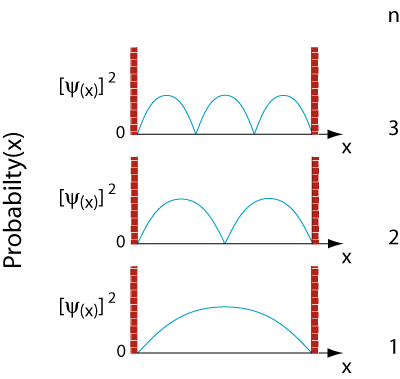 n
[ψ(x)]²
0
x
3
[ψ(x)]²
0
x
2
[ψ(x)]²
0
x
1
Probabilty(x)